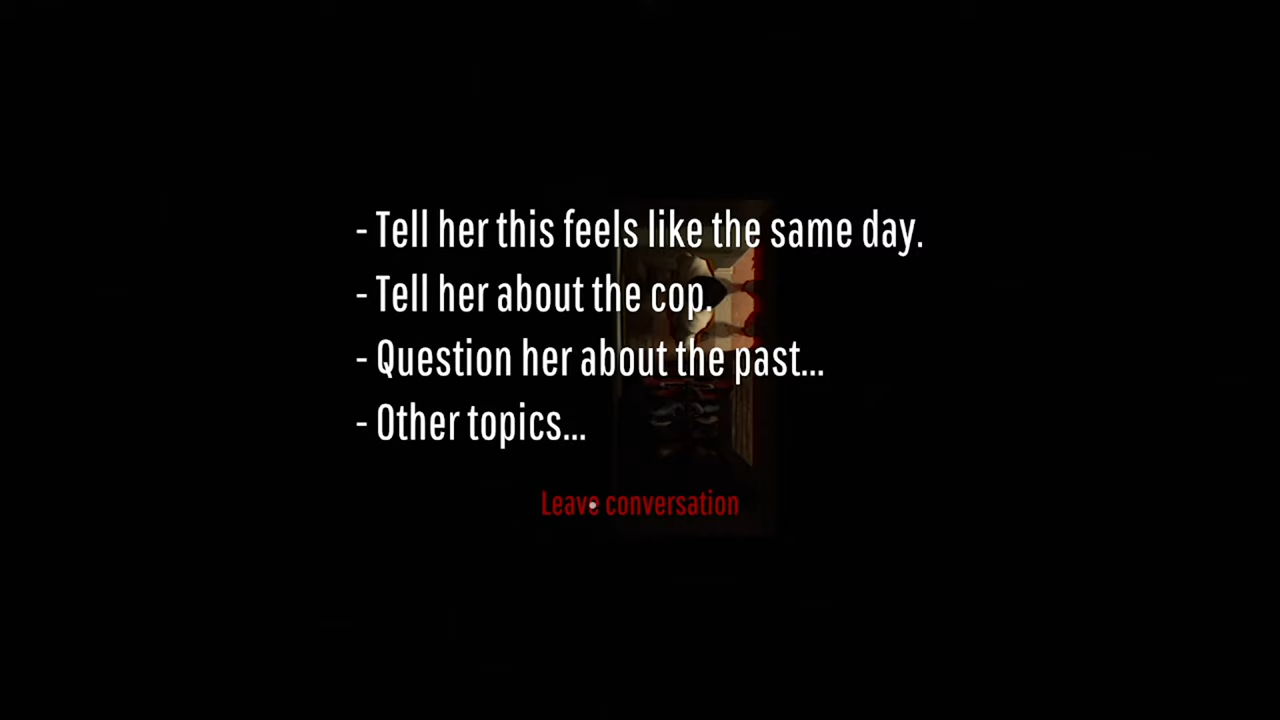 - Tell her this feels like the same day.
- Tell her about the cop.
- Question her about the past...
- Other topics...
Leave conversation